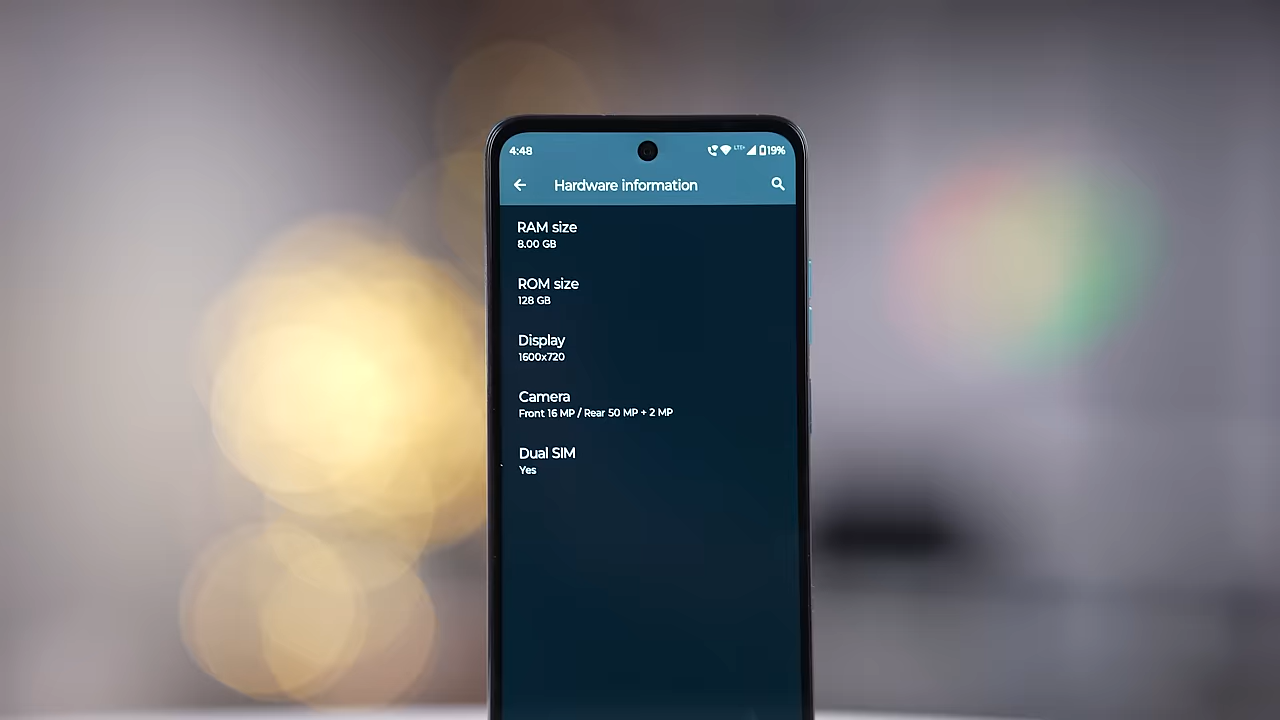 4:48 LTE+ 19%
Hardware information
RAM size
8.00 GB
ROM size
128 GB
Display
1600x720
Camera
Front 16 MP / Rear 50 MP + 2 MP
Dual SIM
Yes